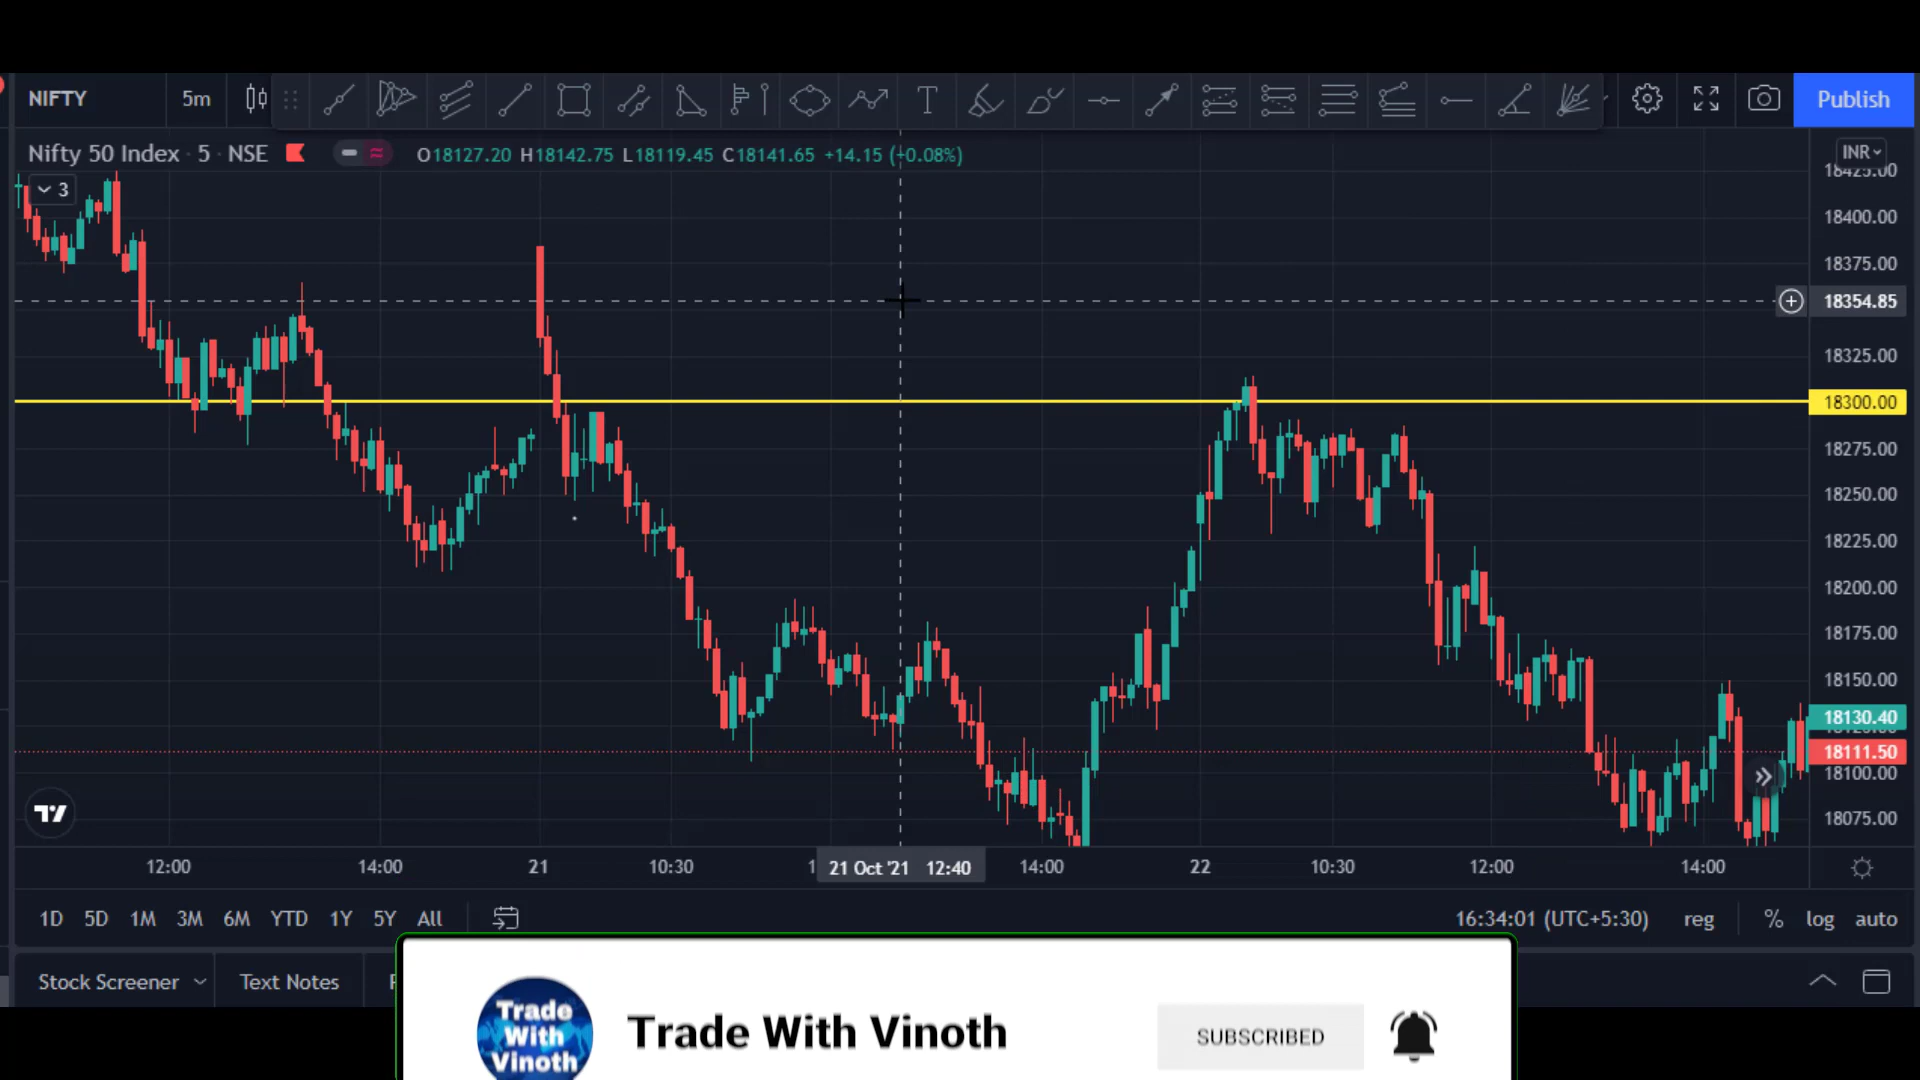 NIFTY
5m
Publish
Nifty 50 Index · 5 · NSE
O18127.20 H18142.75 L18119.45 C18141.65 +14.15 (+0.08%)
INR
3
18425.00
18400.00
18375.00
18354.85
18325.00
18300.00
18275.00
18250.00
18225.00
18200.00
18175.00
18150.00
18130.40
18111.50
18100.00
18075.00
12:00
14:00
21
10:30
21 Oct '21 12:40
14:00
22
10:30
12:00
14:00
1D 5D 1M 3M 6M YTD 1Y 5Y All
16:34:01 (UTC+5:30) reg % log auto
Stock Screener
Text Notes
Trade
With
Vinoth
Trade With Vinoth
SUBSCRIBED